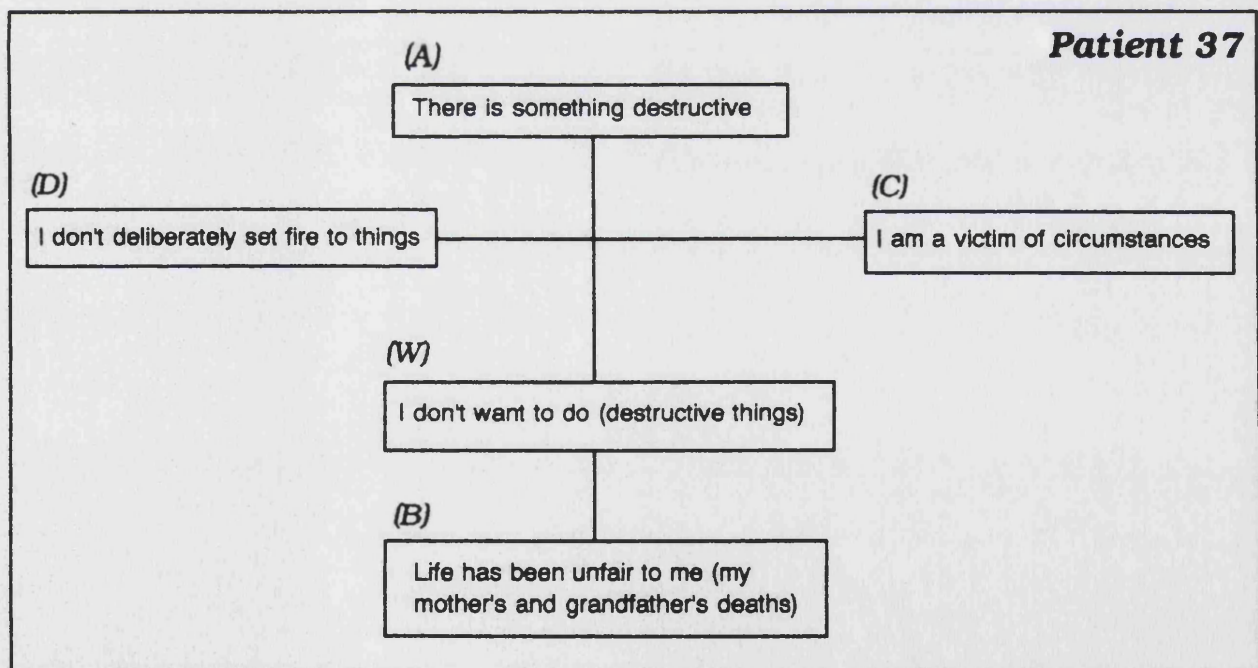 Patient 37
(A)
There is something destructive
(D)
I don't deliberately set fire to things
(C)
I am a victim of circumstances
(W)
I don't want to do (destructive things)
(B)
Life has been unfair to me (my
mother's and grandfather's deaths)